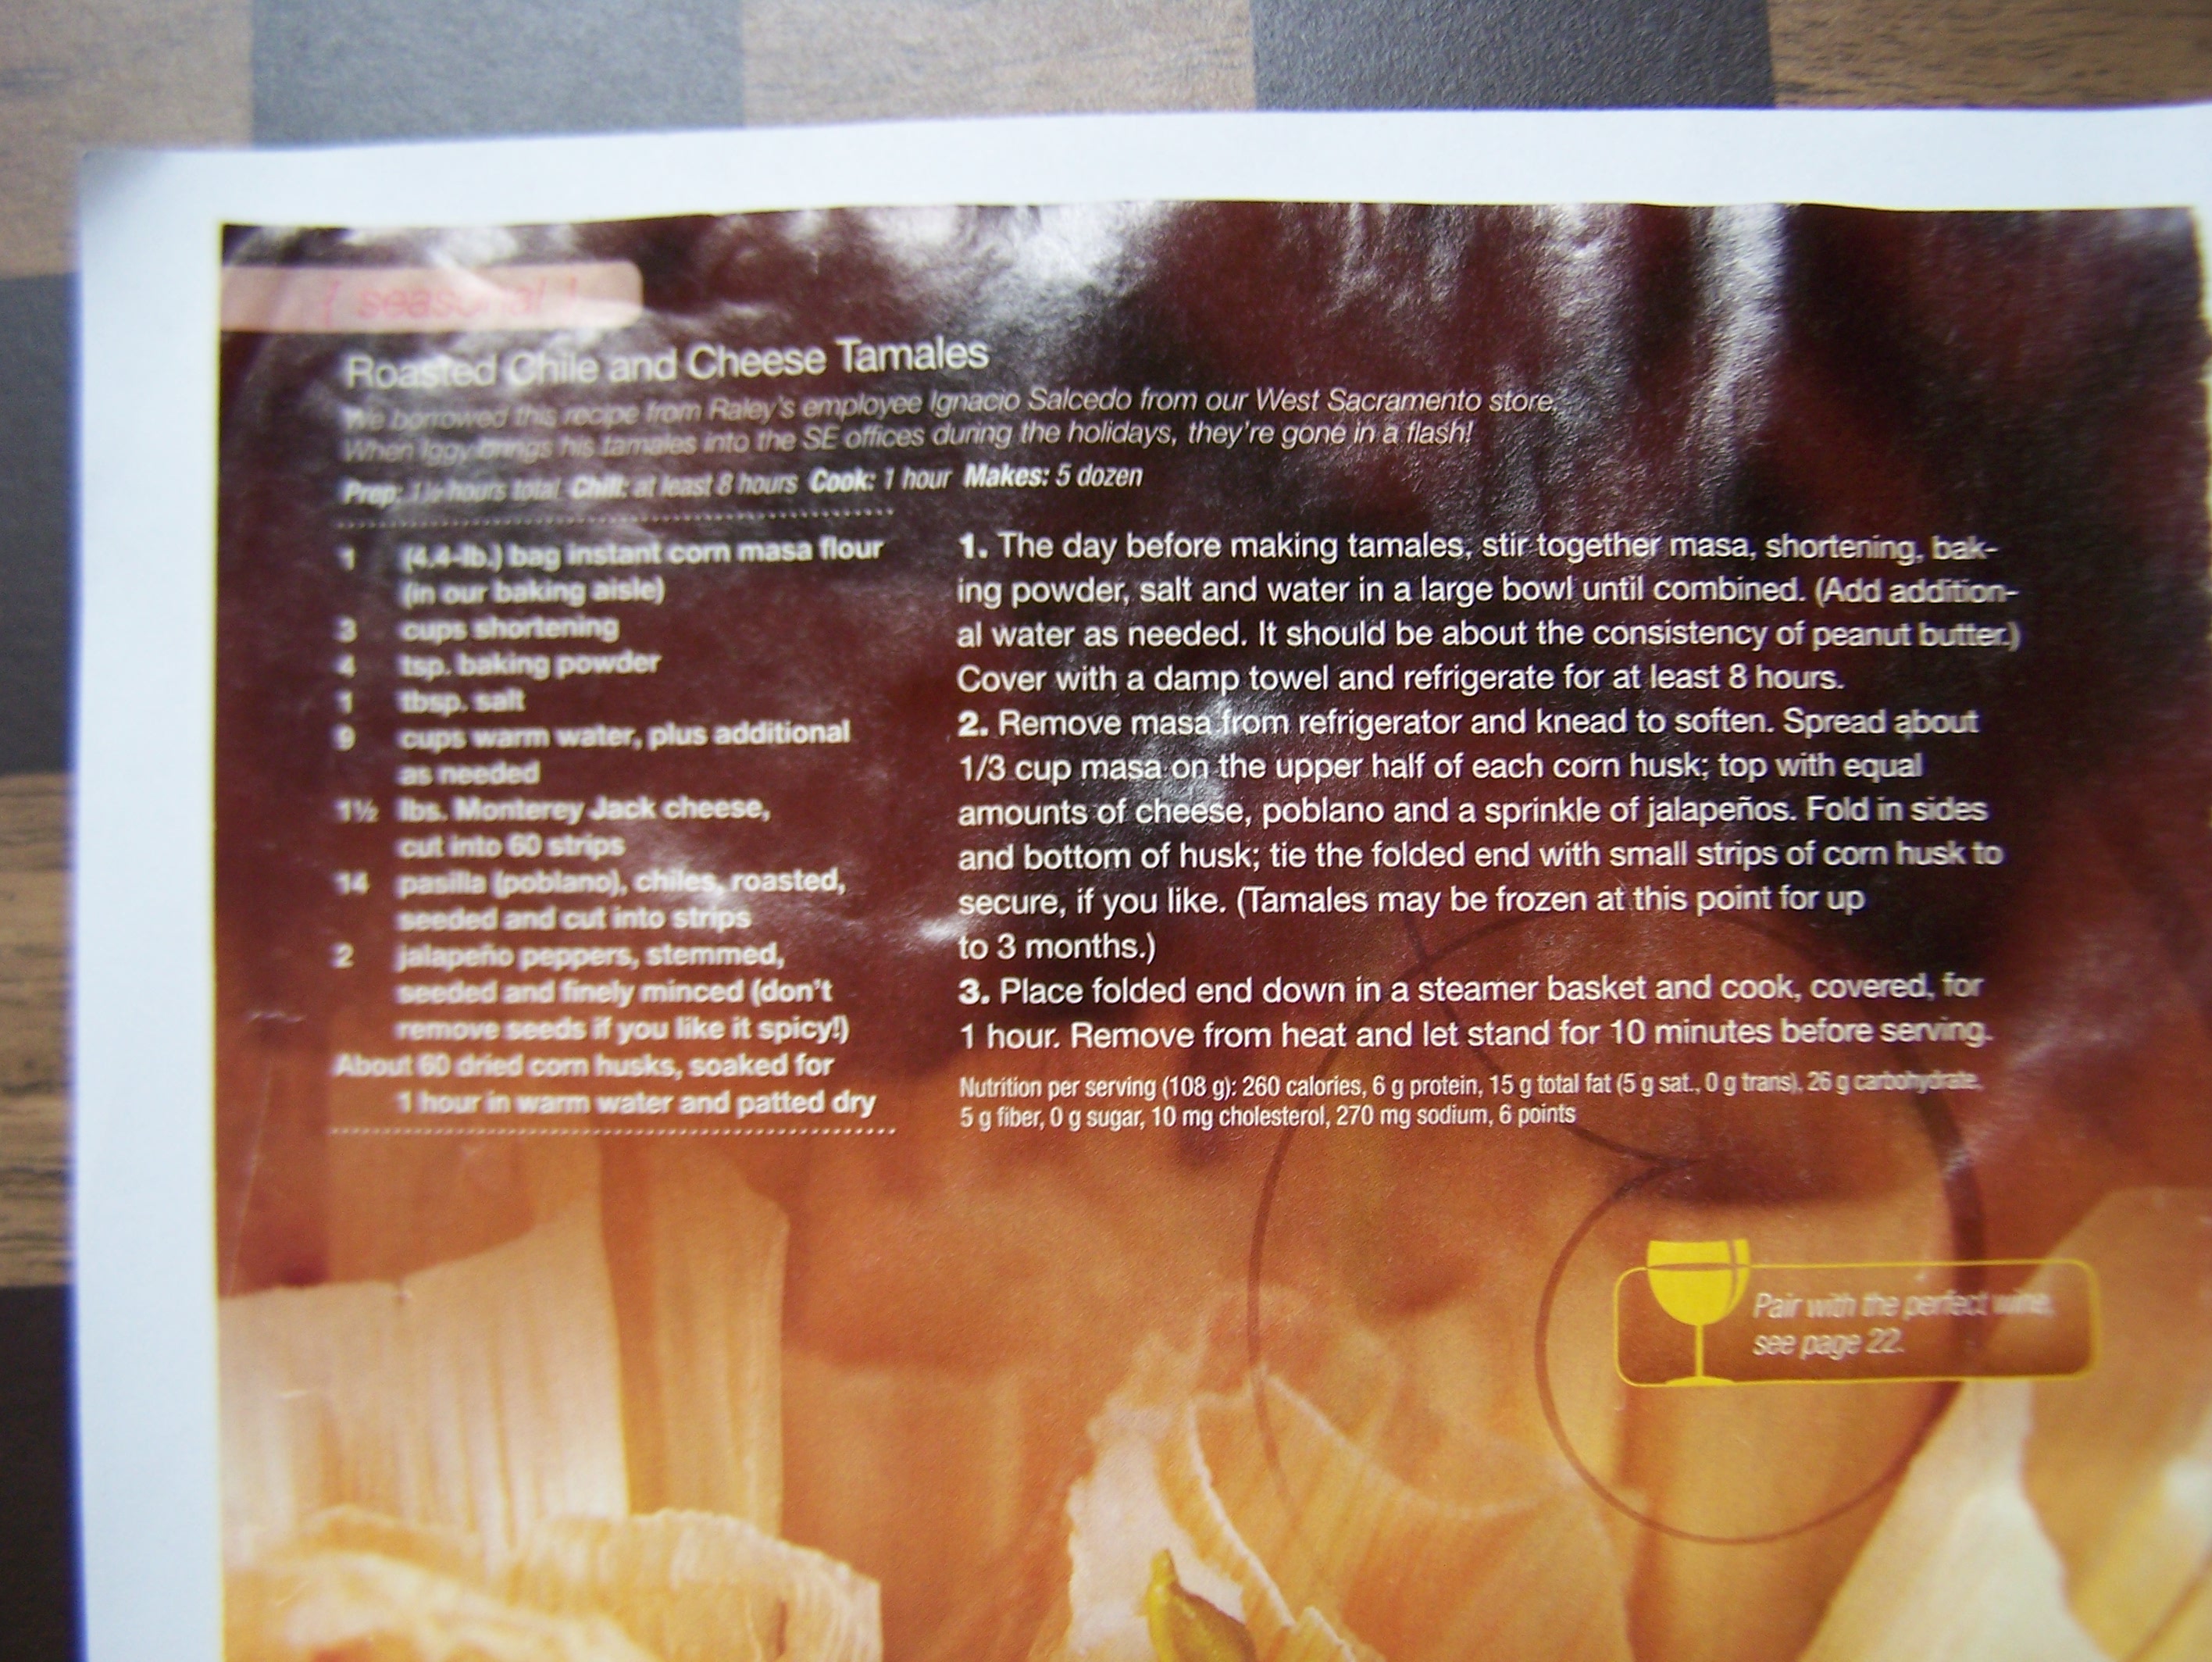 { seasonal }
Roasted Chile and Cheese Tamales
We borrowed this recipe from Raley's employee Ignacio Salcedo from our West Sacramento store.
When Iggy brings his tamales into the SE offices during the holidays, they're gone in a flash!
Prep: hours total Chill: at least 8 hours Cook: 1 hour Makes: 5 dozen
1 (4.4-lb.) bag instant corn masa flour
(in our baking aisle)
3 cups shortening
4 tsp. baking powder
1 tbsp. salt
9 cups warm water, plus additional
as needed
1½ lbs. Monterey Jack cheese,
cut into 60 strips
14 pasilla (poblano), chiles, roasted,
seeded and cut into strips
2 jalapeño peppers, stemmed,
seeded and finely minced (don't
remove seeds if you like it spicy!)
About 60 dried corn husks, soaked for
1 hour in warm water and patted dry
1. The day before making tamales, stir together masa, shortening, bak-
ing powder, salt and water in a large bowl until combined. (Add addition-
al water as needed. It should be about the consistency of peanut butter.)
Cover with a damp towel and refrigerate for at least 8 hours.
2. Remove masa from refrigerator and knead to soften. Spread about
1/3 cup masa on the upper half of each corn husk; top with equal
amounts of cheese, poblano and a sprinkle of jalapeños. Fold in sides
and bottom of husk; tie the folded end with small strips of corn husk to
secure, if you like. (Tamales may be frozen at this point for up
to 3 months.)
3. Place folded end down in a steamer basket and cook, covered, for
1 hour. Remove from heat and let stand for 10 minutes before serving.
Nutrition per serving (108 g): 260 calories, 6 g protein, 15 g total fat (5 g sat., 0 g trans), 26 g carbohydrate,
5 g fiber, 0 g sugar, 10 mg cholesterol, 270 mg sodium, 6 points
Pair with the perfect wine,
see page 22.